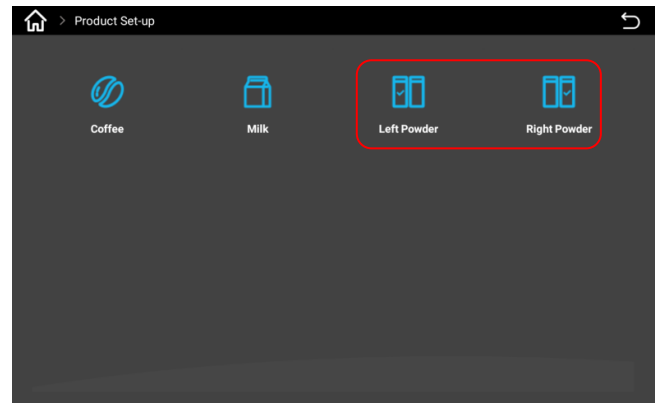 > Product Set-up
Coffee
Milk
Left Powder
Right Powder